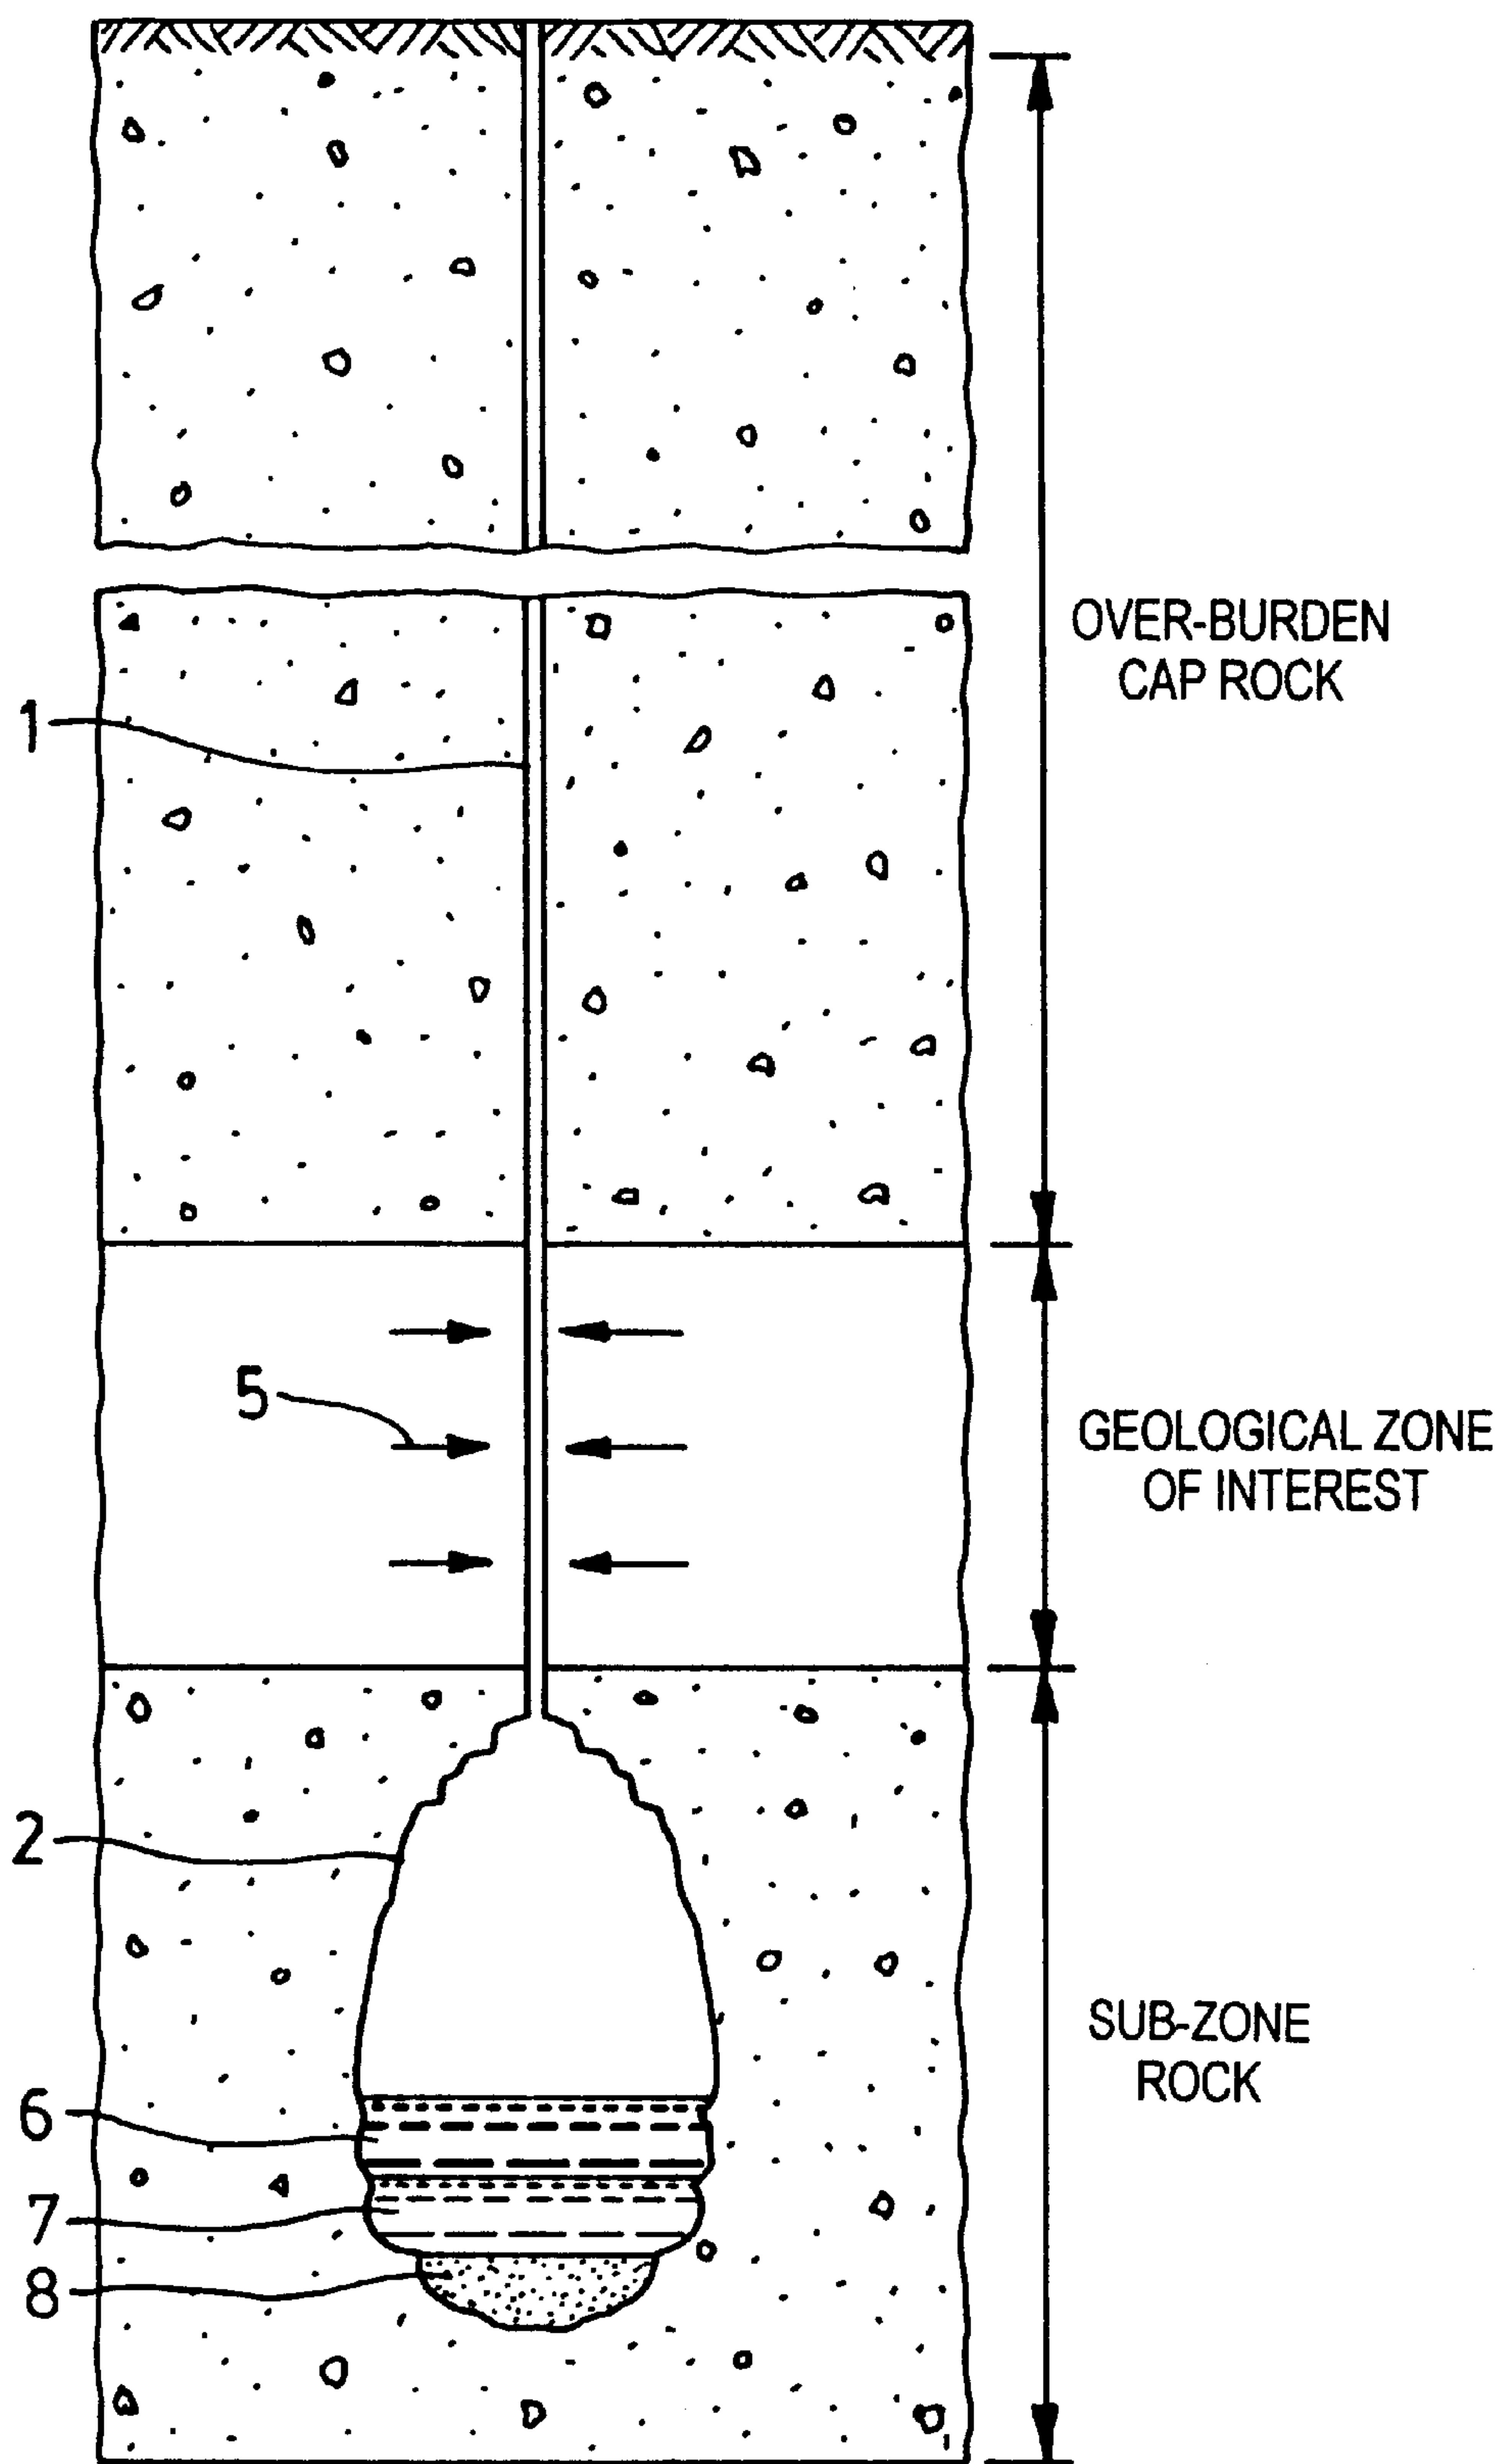 OVER-BURDEN
CAP ROCK
1
5
GEOLOGICAL ZONE
OF INTEREST
2
SUB-ZONE
ROCK
6
7
8